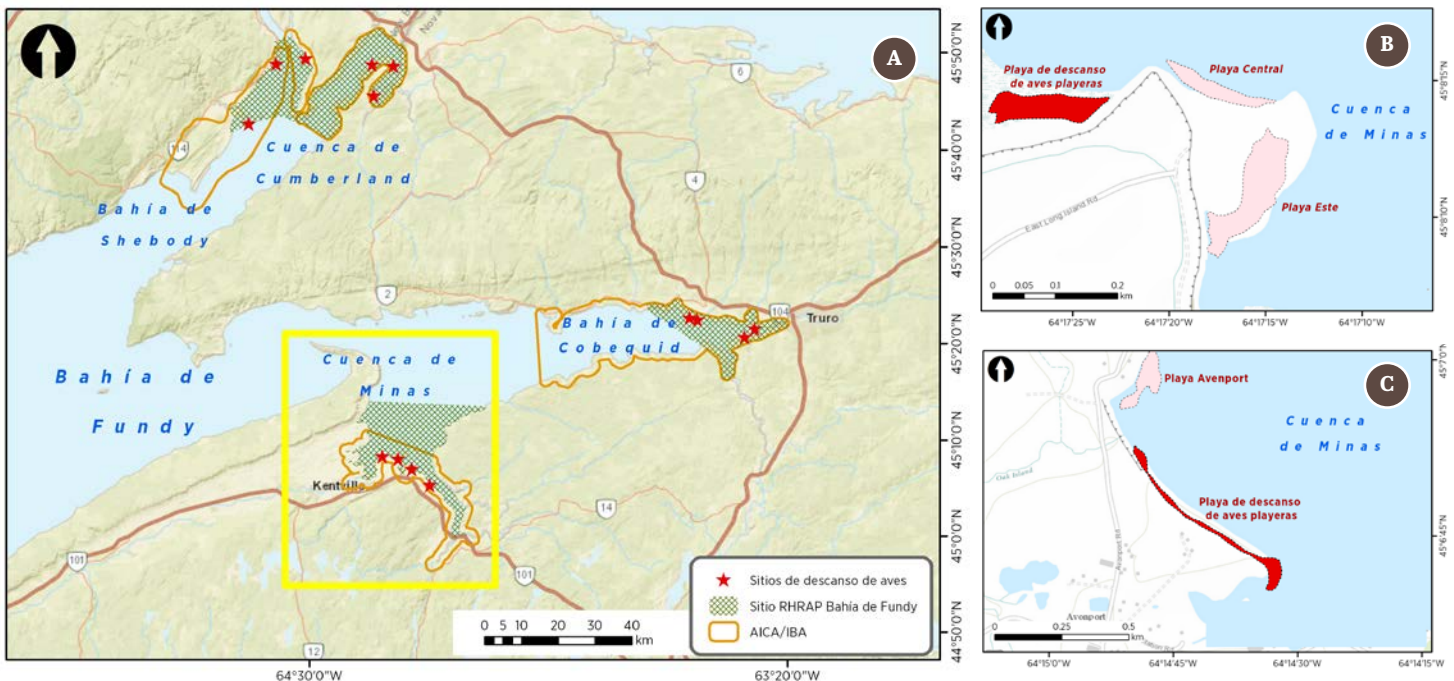 A
Cuenca de
Cumberland
Bahía de
Shebody
114
6
4
2
104
Truro
Bahía de
Cobequid
Cuenca de
Minas
Bahía de
Fundy
Kentville
14
101
101
12
Sitios de descanso de aves
Sitio RHRAP Bahía de Fundy
AICA/IBA
0 5 10 20 30 40
km
45°50'0"N
45°40'0"N
45°30'0"N
45°20'0"N
45°10'0"N
45°0'0"N
44°50'0"N
64°30'0"W
63°20'0"W
B
Playa de descanso
de aves playeras
Playa Central
Cuenca
de Minas
Playa Este
East Long Island Rd
0 0.05 0.1 0.2
km
45°8'15"N
45°8'10"N
64°17'25"W
64°17'20"W
64°17'15"W
64°17'10"W
C
Playa Avenport
Cuenca
de Minas
Playa de descanso
de aves playeras
Oak Island
Avenport Rd
Avenport
0 0.25 0.5
km
45°7'0"N
45°6'45"N
64°15'0"W
64°14'45"W
64°14'30"W
64°14'15"W